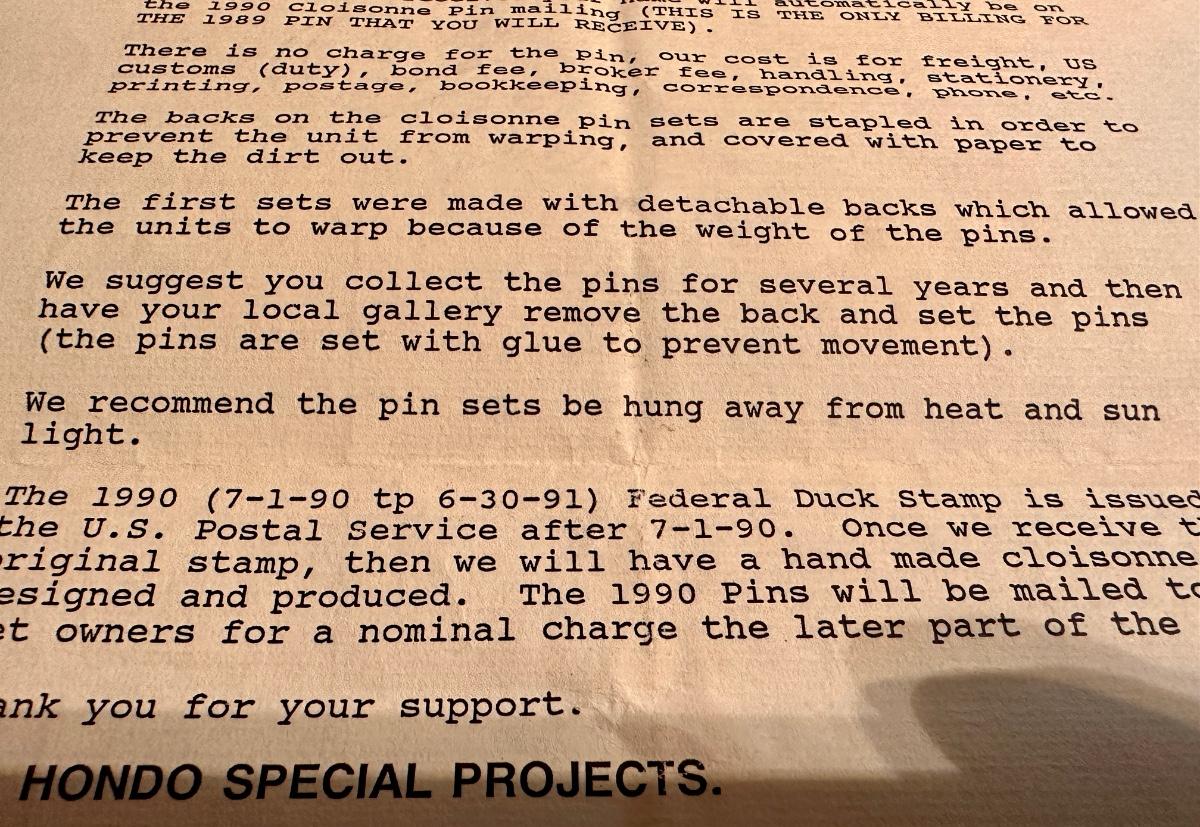 the 1990 Cloisonne Pin mailing (THIS IS THE ONLY BILLING FOR
THE 1989 PIN THAT YOU WILL RECEIVE).
There is no charge for the pin, our cost is for freight, US
customs (duty), bond fee, broker fee, handling, stationery,
printing, postage, bookkeeping, correspondence, phone, etc.
The backs on the cloisonne pin sets are stapled in order to
prevent the unit from warping, and covered with paper to
keep the dirt out.
The first sets were made with detachable backs which allowed
the units to warp because of the weight of the pins.
We suggest you collect the pins for several years and then
have your local gallery remove the back and set the pins
(the pins are set with glue to prevent movement).
We recommend the pin sets be hung away from heat and sun
light.
The 1990 (7-1-90 tp 6-30-91) Federal Duck Stamp is issued
the U.S. Postal Service after 7-1-90. Once we receive t
riginal stamp, then we will have a hand made cloisonne
esigned and produced. The 1990 Pins will be mailed to
et owners for a nominal charge the later part of the
ank you for your support.
HONDO SPECIAL PROJECTS.